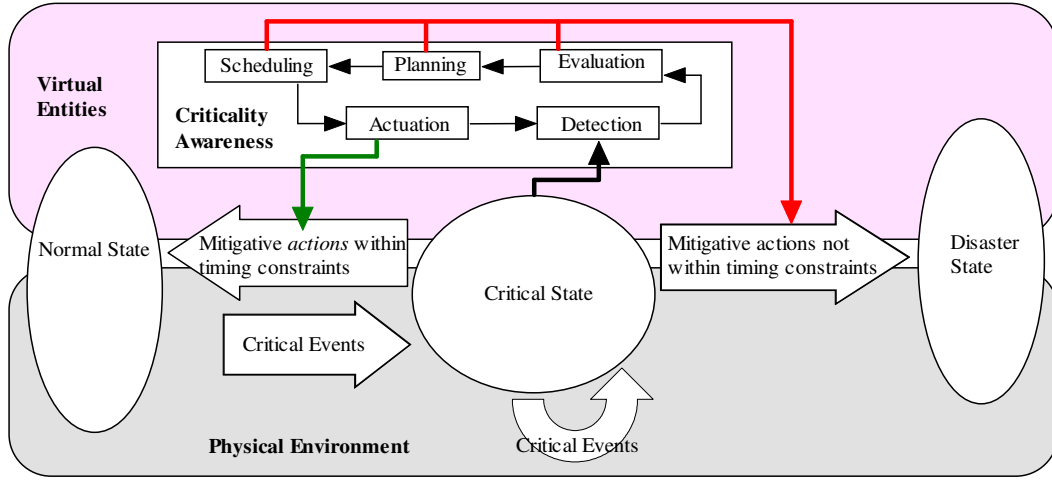 Scheduling
Planning
Evaluation
Virtual
Entities
Criticality
Awareness
Actuation
Detection
Normal State
Mitigative actions within
timing constraints
Mitigative actions not
within timing constraints
Disaster
State
Critical State
Critical Events
Physical Environment
Critical Events